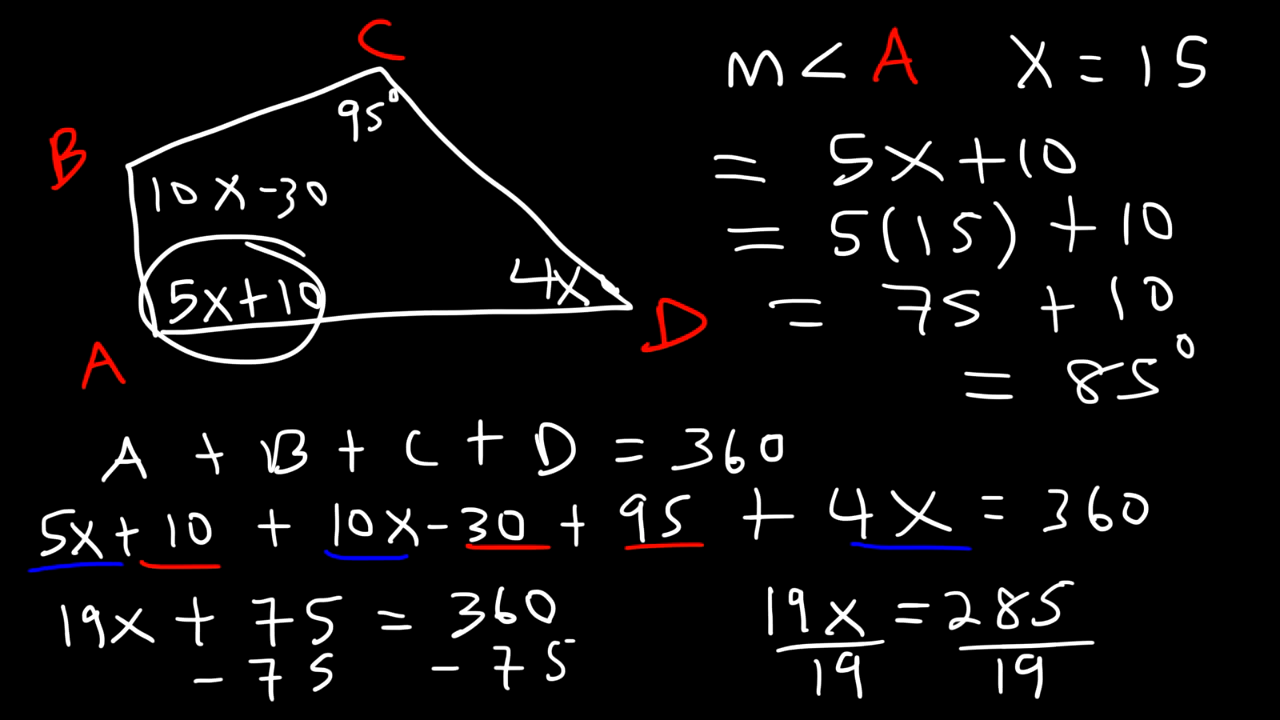 C
95°
B
10x-30
5x+10
4x
D
A
m< A x = 15
= 5x+10
= 5(15) + 10
= 75 + 10
= 85°
A + B + C + D = 360
5x+10 + 10x-30 + 95 + 4x = 360
19x + 75 = 360
-75 -75
19x = 285
19 19